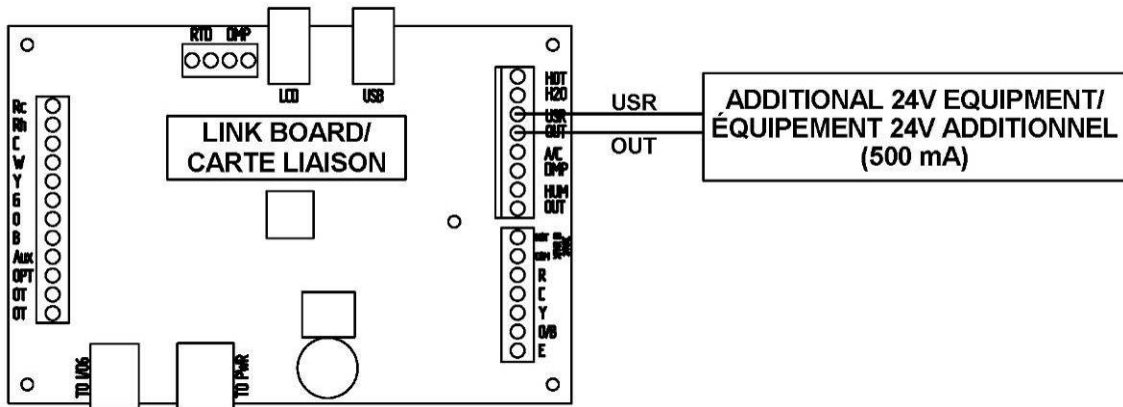 RTD DMP
LCD
USB
LINK BOARD/
CARTE LIAISON
Rc
Rh
C
W
Y
G
O
B
Aux
OPT
OT
OT
TO I/O6
TO PWR
HOT
H2O
USR
OUT
A/C
DMP
HUM
OUT
R
C
Y
O/B
E
USR
OUT
ADDITIONAL 24V EQUIPMENT/
ÉQUIPEMENT 24V ADDITIONNEL
(500 mA)